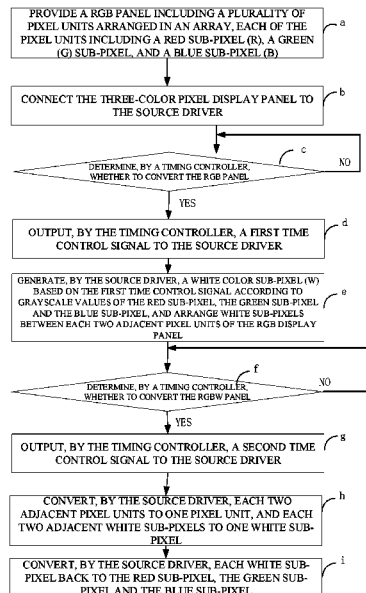 PROVIDE A RGB PANEL INCLUDING A PLURALITY OF
PIXEL UNITS ARRANGED IN AN ARRAY, EACH OF THE
PIXEL UNITS INCLUDING A RED SUB-PIXEL (R), A GREEN
(G) SUB-PIXEL, AND A BLUE SUB-PIXEL (B)
a
CONNECT THE THREE-COLOR PIXEL DISPLAY PANEL TO
THE SOURCE DRIVER
b
DETERMINE, BY A TIMING CONTROLLER,
WHETHER TO CONVERT THE RGB PANEL
c
NO
YES
OUTPUT, BY THE TIMING CONTROLLER, A FIRST TIME
CONTROL SIGNAL TO THE SOURCE DRIVER
d
GENERATE, BY THE SOURCE DRIVER, A WHITE COLOR SUB-PIXEL (W)
BASED ON THE FIRST TIME CONTROL SIGNAL ACCORDING TO
GRAYSCALE VALUES OF THE RED SUB-PIXEL, THE GREEN SUB-PIXEL
AND THE BLUE SUB-PIXEL, AND ARRANGE WHITE SUB-PIXELS
BETWEEN EACH TWO ADJACENT PIXEL UNITS OF THE RGB DISPLAY
PANEL
e
DETERMINE, BY A TIMING CONTROLLER,
WHETHER TO CONVERT THE RGBW PANEL
f
NO
YES
OUTPUT, BY THE TIMING CONTROLLER, A SECOND TIME
CONTROL SIGNAL TO THE SOURCE DRIVER
g
CONVERT, BY THE SOURCE DRIVER, EACH TWO
ADJACENT PIXEL UNITS TO ONE PIXEL UNIT, AND EACH
TWO ADJACENT WHITE SUB-PIXELS TO ONE WHITE SUB-
PIXEL
h
CONVERT, BY THE SOURCE DRIVER, EACH WHITE SUB-
PIXEL BACK TO THE RED SUB-PIXEL, THE GREEN SUB-
PIXEL AND THE BLUE SUB-PIXEL
i